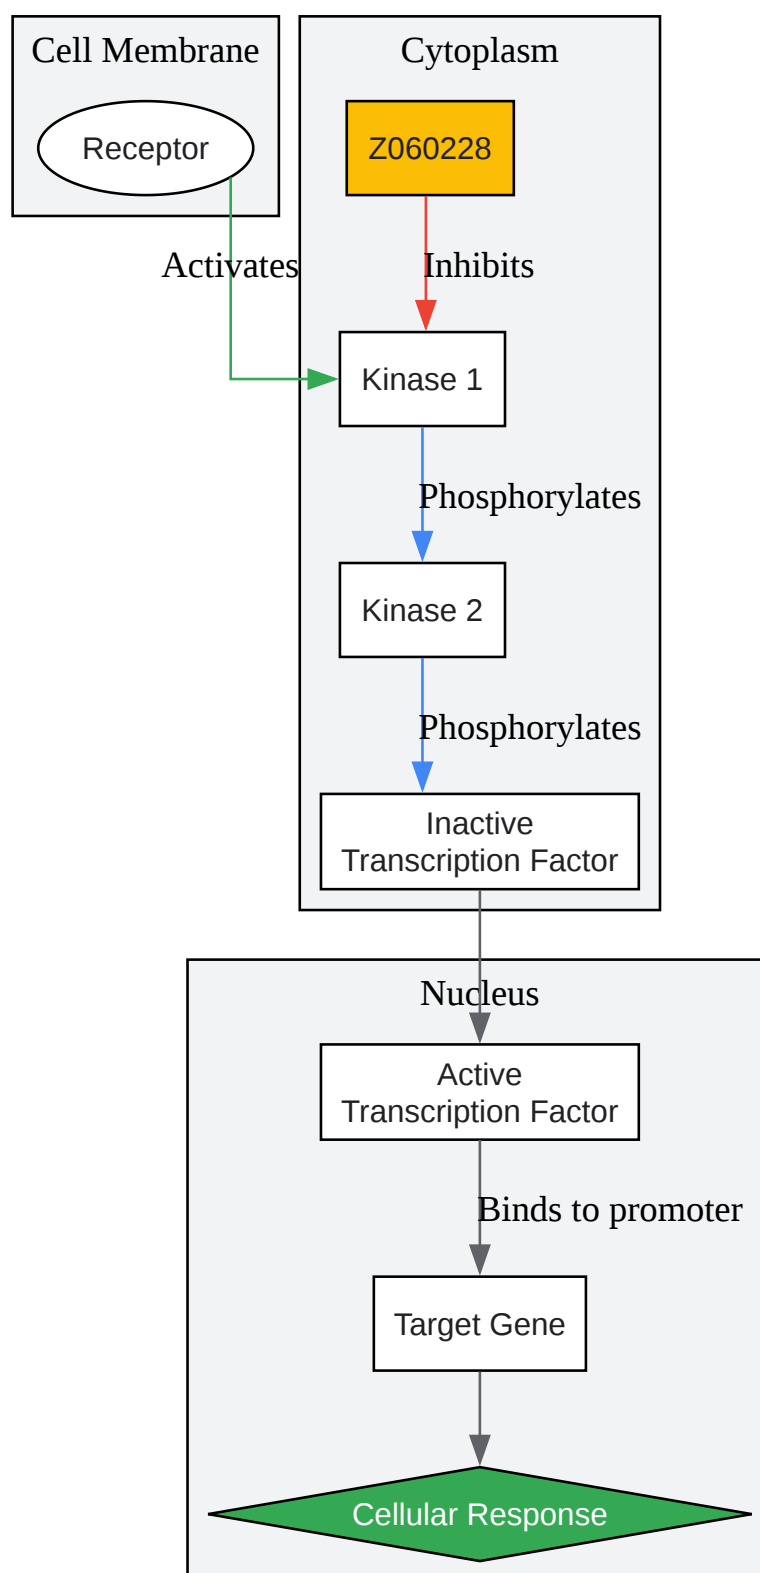 Cell Membrane
Cytoplasm
Receptor
Z060228
Activates
Inhibits
Kinase 1
Phosphorylates
Kinase 2
Phosphorylates
Inactive
Transcription Factor
Nucleus
Active
Transcription Factor
Binds to promoter
Target Gene
Cellular Response